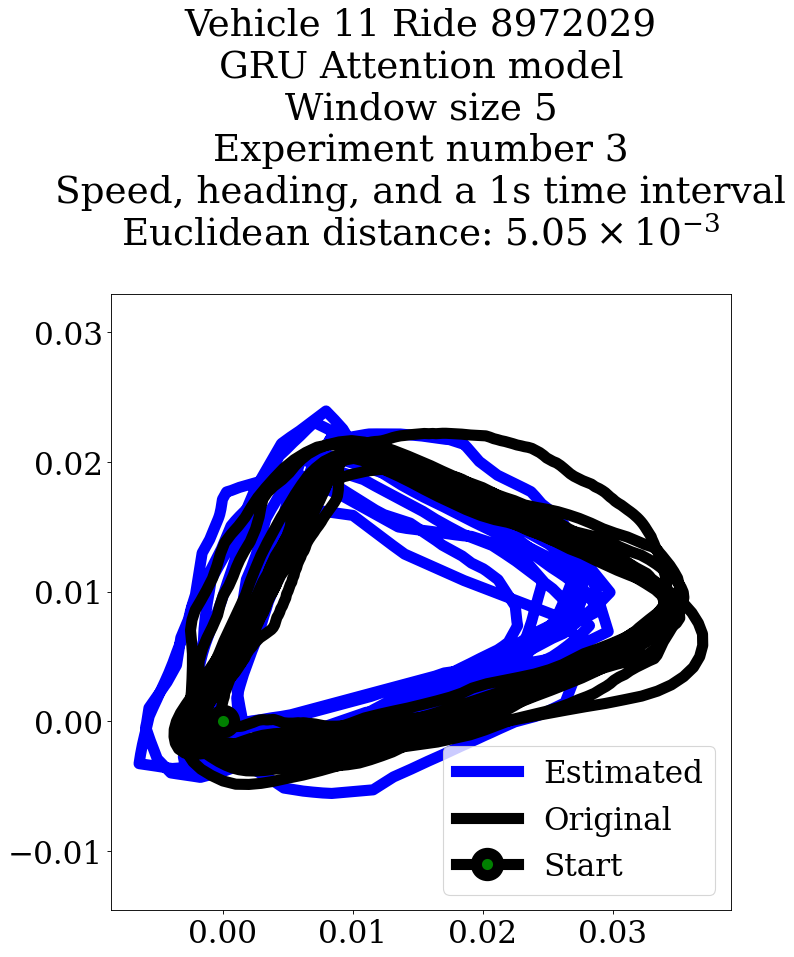 Vehicle 11 Ride 8972029
GRU Attention model
Window size 5
Experiment number 3
Speed, heading, and a 1s time interval
Euclidean distance: 5.05 × 10⁻³
0.03
0.02
0.01
0.00
−0.01
Estimated
Original
Start
0.00 0.01 0.02 0.03